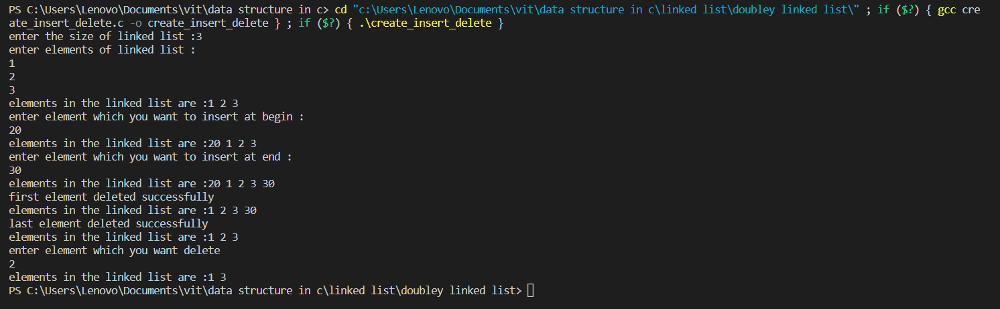 PS C:\Users\Lenovo\Documents\vit\data structure in c> cd "c:\Users\Lenovo\Documents\vit\data structure in c\linked list\doubley linked list\" ; if ($?) { gcc cre
ate_insert_delete.c -o create_insert_delete } ; if ($?) { .\create_insert_delete }
enter the size of linked list :3
enter elements of linked list :
1
2
3
elements in the linked list are :1 2 3
enter element which you want to insert at begin :
20
elements in the linked list are :20 1 2 3
enter element which you want to insert at end :
30
elements in the linked list are :20 1 2 3 30
first element deleted successfully
elements in the linked list are :1 2 3 30
last element deleted successfully
elements in the linked list are :1 2 3
enter element which you want delete
2
elements in the linked list are :1 3
PS C:\Users\Lenovo\Documents\vit\data structure in c\linked list\doubley linked list>